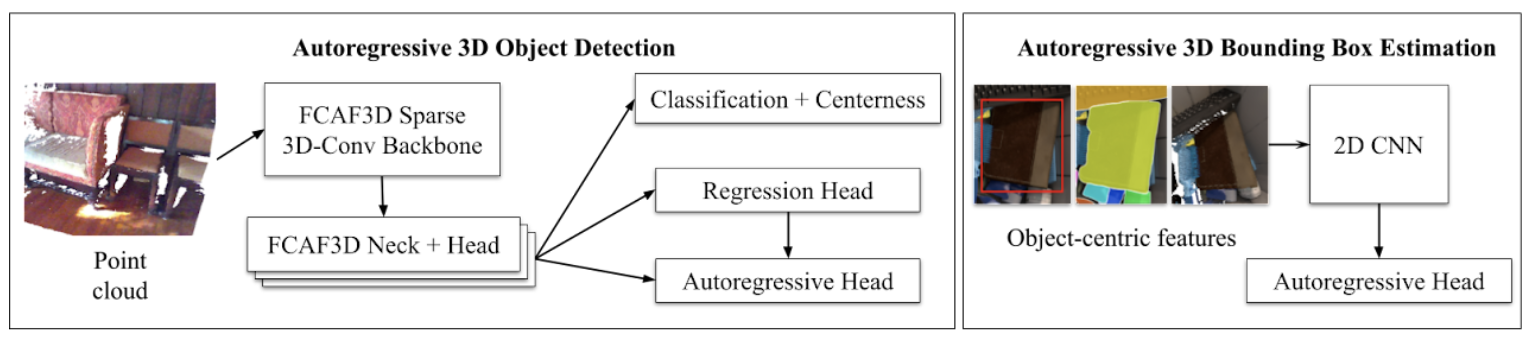 Autoregressive 3D Object Detection
Point
cloud
FCAF3D Sparse
3D-Conv Backbone
FCAF3D Neck + Head
Classification + Centerness
Regression Head
Autoregressive Head
Autoregressive 3D Bounding Box Estimation
Object-centric features
2D CNN
Autoregressive Head